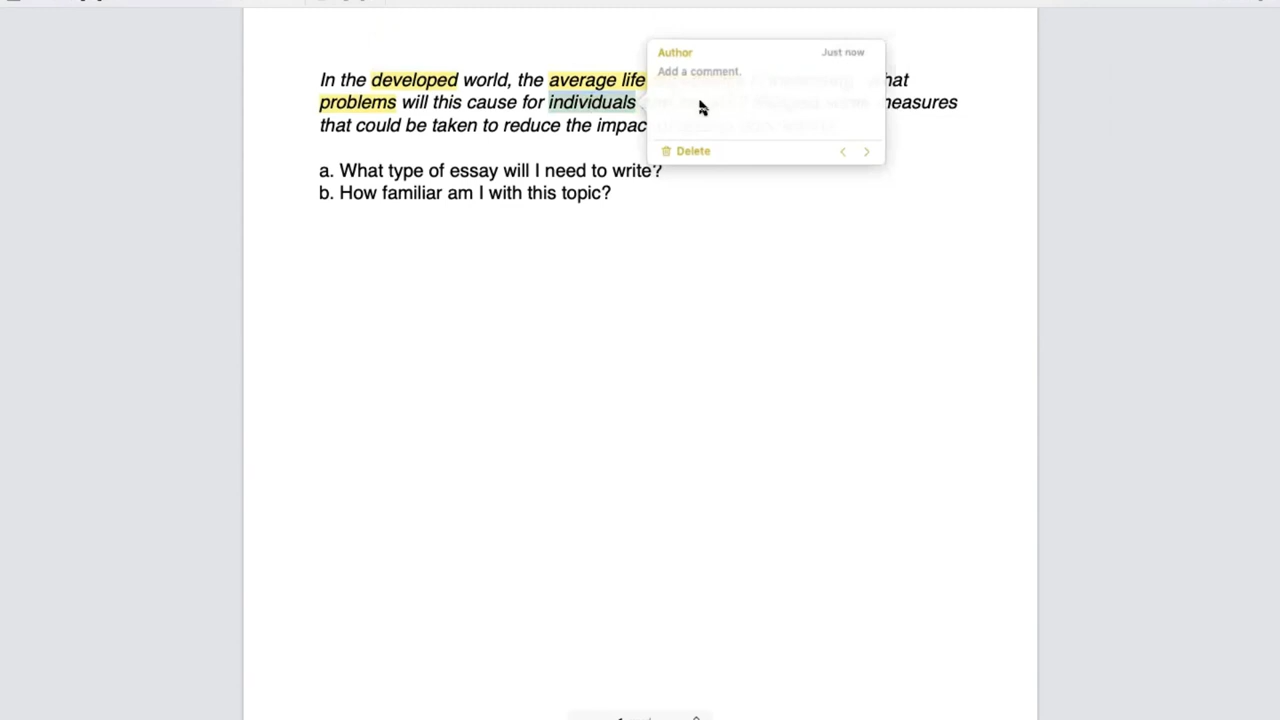 In the developed world, the average life hat
problems will this cause for individuals measures
that could be taken to reduce the impac
Author Just now
Add a comment.
Delete
a. What type of essay will I need to write?
b. How familiar am I with this topic?